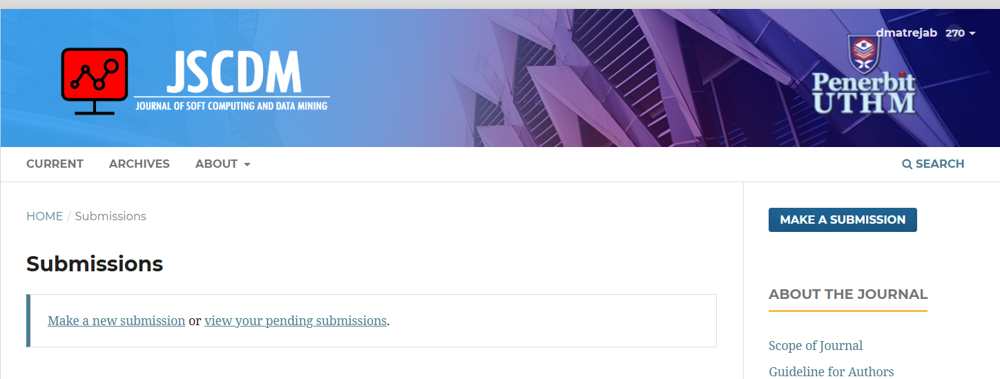 dmatrejab 270
JSCDM
JOURNAL OF SOFT COMPUTING AND DATA MINING
Penerbit
UTHM
CURRENT ARCHIVES ABOUT SEARCH
HOME / Submissions
MAKE A SUBMISSION
Submissions
Make a new submission or view your pending submissions.
ABOUT THE JOURNAL
Scope of Journal
Guideline for Authors